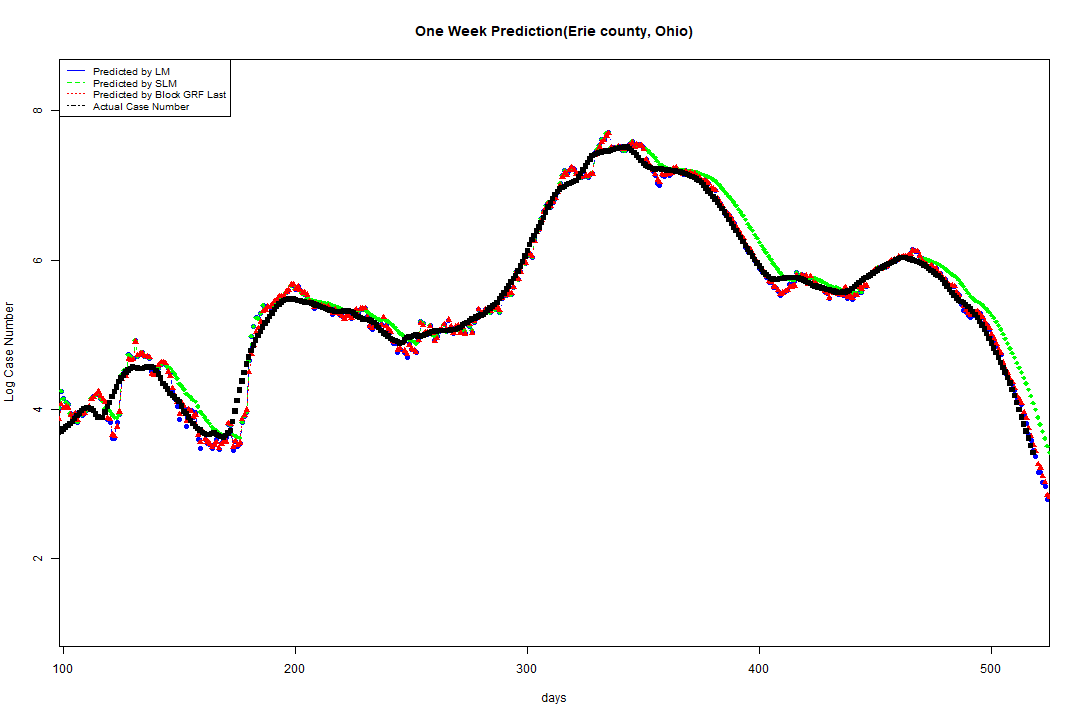 One Week Prediction(Erie county, Ohio)
Predicted by LM
Predicted by SLM
Predicted by Block GRF Last
Actual Case Number
8
6
4
2
Log Case Number
100 200 300 400 500
days